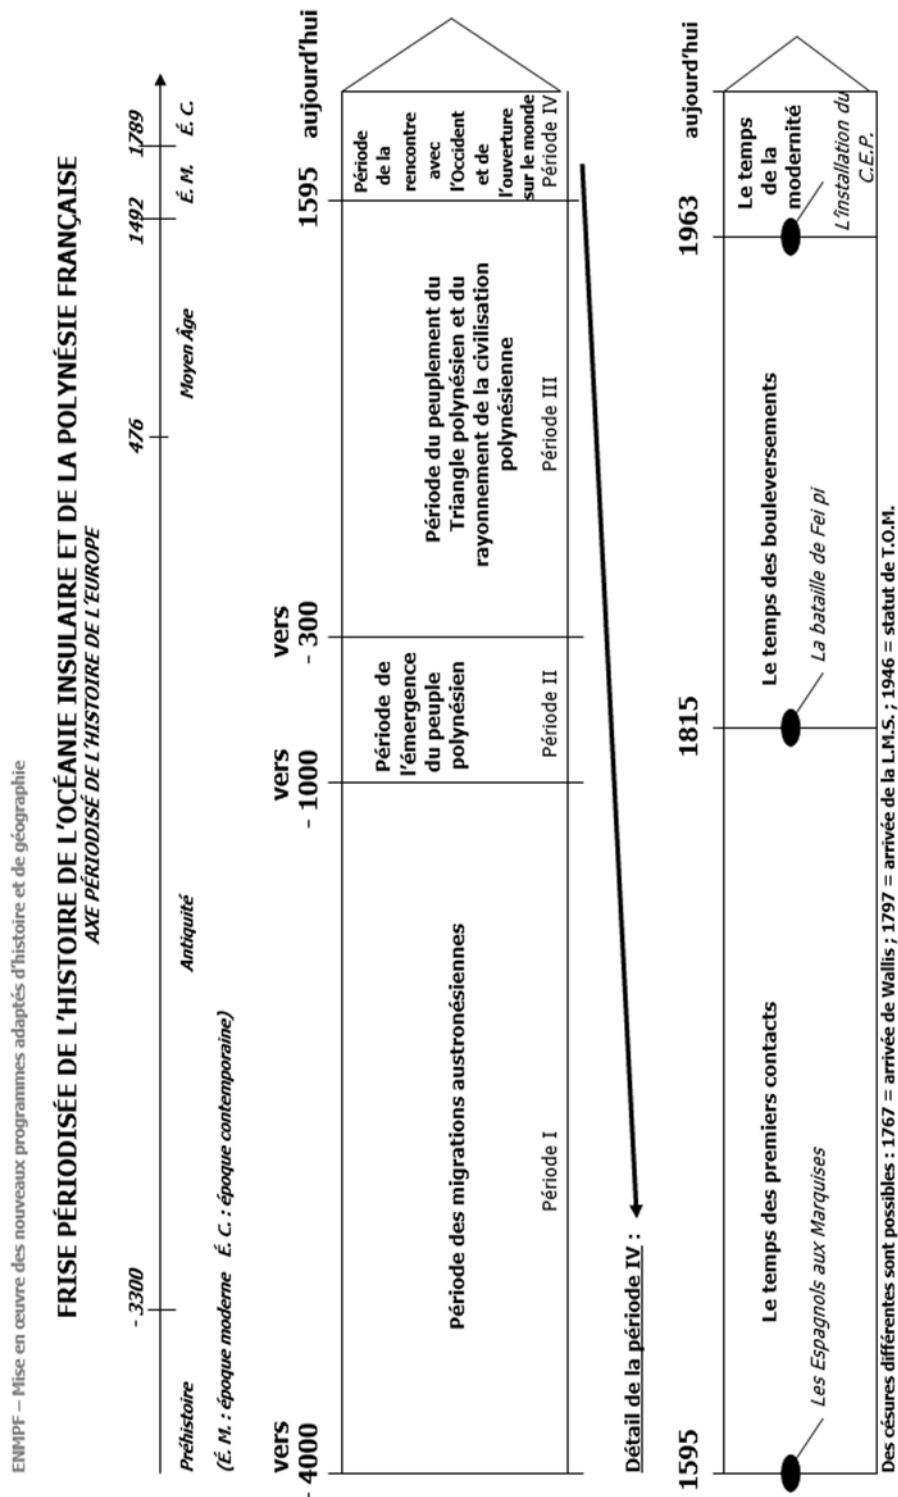 ENMPF – Mise en œuvre des nouveaux programmes adaptés d'histoire et de géographie
FRISE PÉRIODISÉE DE L'HISTOIRE DE L'OCÉANIE INSULAIRE ET DE LA POLYNÉSIE FRANÇAISE
AXE PÉRIODISÉ DE L'HISTOIRE DE L'EUROPE
- 3300
476
1492
1789
Préhistoire
Antiquité
Moyen Âge
É. M.
É. C.
(É. M. : époque moderne É. C. : époque contemporaine)
vers
- 4000
vers
- 1000
vers
- 300
1595
aujourd'hui
Période des migrations austronésiennes
Période I
Période de
l'émergence
du peuple
polynésien
Période II
Période du peuplement du
Triangle polynésien et du
rayonnement de la civilisation
polynésienne
Période III
Période
de la
rencontre
avec
l'Occident
et de
l'ouverture
sur le monde
Période IV
Détail de la période IV :
1595
1815
1963
aujourd'hui
Le temps des premiers contacts
Les Espagnols aux Marquises
Le temps des bouleversements
La bataille de Fei pi
Le temps
de la
modernité
L'installation du
C.E.P.
Des césures différentes sont possibles : 1767 = arrivée de Wallis ; 1797 = arrivée de la L.M.S. ; 1946 = statut de T.O.M.